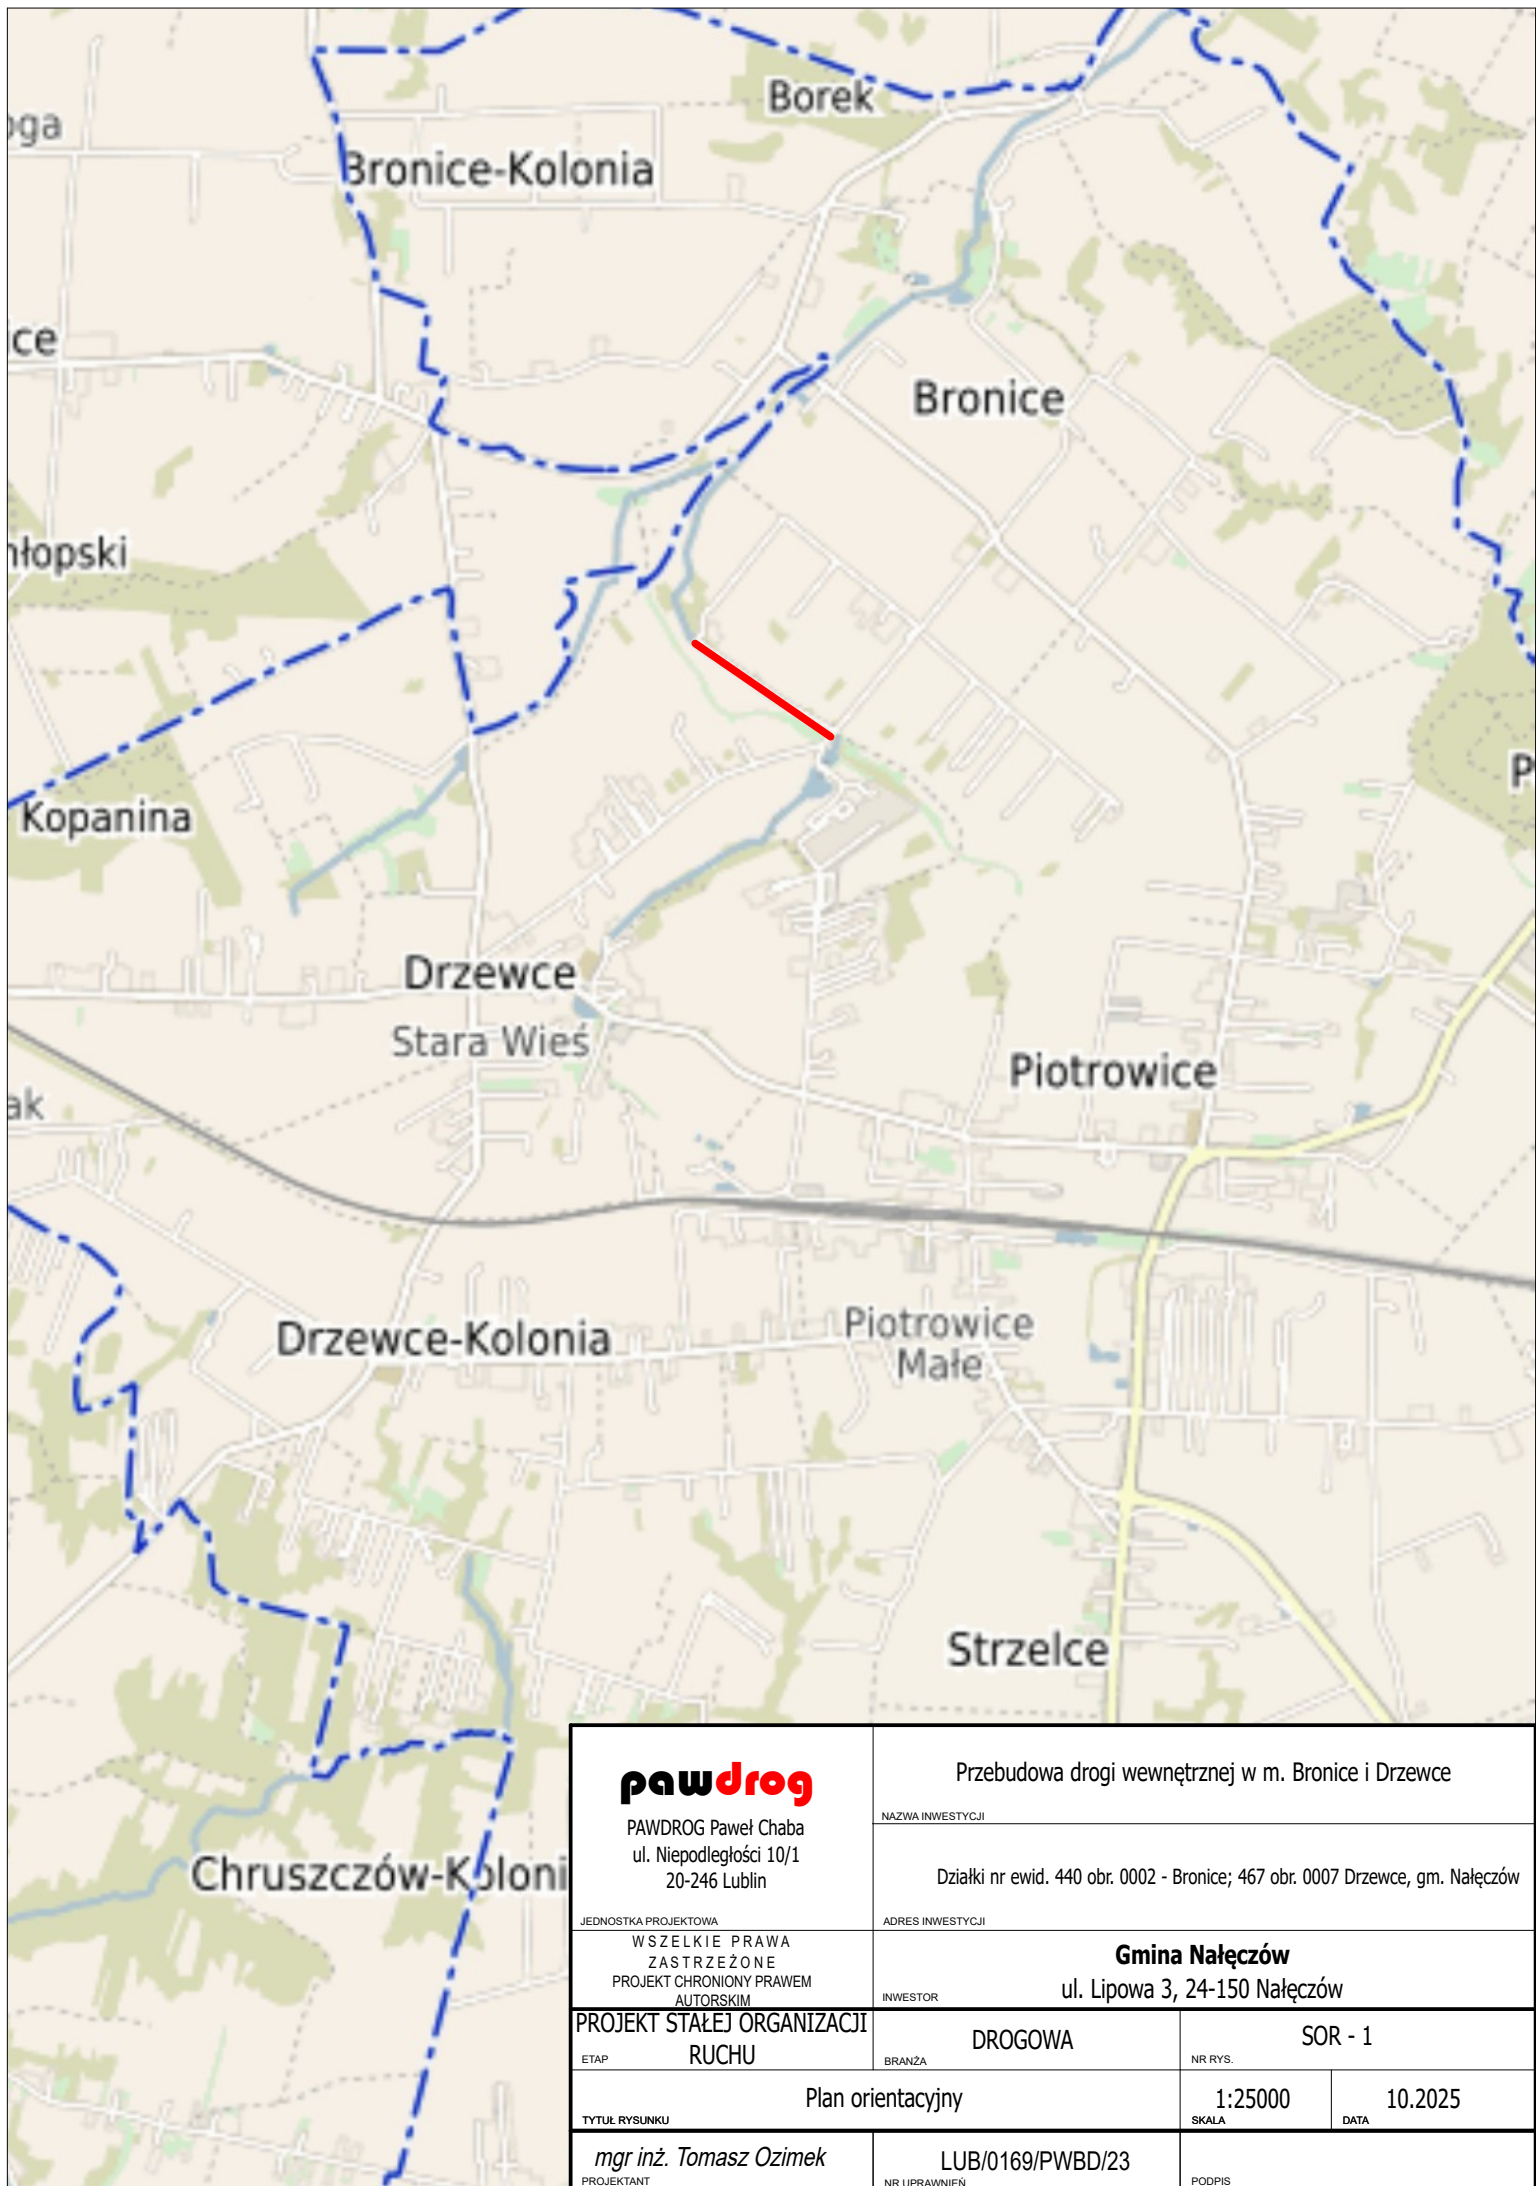 Borek
oga
Bronice-Kolonia
ice
Bronice
hłopski
P
Kopanina
Drzewce
Stara Wieś
Piotrowice
ak
Drzewce-Kolonia
Piotrowice
Małe
Strzelce
Chruszczów-Koloni
pawdrog
PAWDROG Paweł Chaba
ul. Niepodległości 10/1
20-246 Lublin
JEDNOSTKA PROJEKTOWA
Przebudowa drogi wewnętrznej w m. Bronice i Drzewce
NAZWA INWESTYCJI
Działki nr ewid. 440 obr. 0002 - Bronice; 467 obr. 0007 Drzewce, gm. Nałęczów
ADRES INWESTYCJI
WSZELKIE PRAWA
ZASTRZEŻONE
PROJEKT CHRONIONY PRAWEM
AUTORSKIM
Gmina Nałęczów
ul. Lipowa 3, 24-150 Nałęczów
INWESTOR
PROJEKT STAŁEJ ORGANIZACJI
RUCHU
ETAP
DROGOWA
BRANŻA
SOR - 1
NR RYS.
Plan orientacyjny
TYTUŁ RYSUNKU
1:25000
SKALA
10.2025
DATA
mgr inż. Tomasz Ozimek
PROJEKTANT
LUB/0169/PWBD/23
NR UPRAWNIEŃ
PODPIS